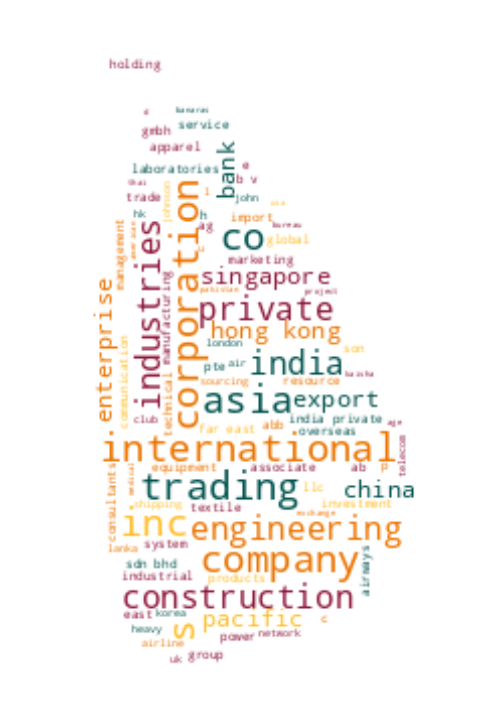 holding
bananas
service
gmbh
apparel
bank
laboratories
e
b v
thai
trade
johnson
l
john
hk
h
ag
import
american
management
industries
corporation
co
bureau
global
marketing
manufacturing
singapore
pakistan
project
enterprise
private
hong kong
communication
london
son
technical
pte
air
india
sourcing
resource
asia
export
club
india private
age
far east
abb
overseas
international
telecom
equipment
associate
ab
p
consultants
medical
trading
llc
china
shipping
textile
investment
exchange
inc
engineering
lanka
system
company
airways
sdn bhd
industrial
products
construction
east
korea
pacific
c
heavy
s
power
network
airline
uk
group